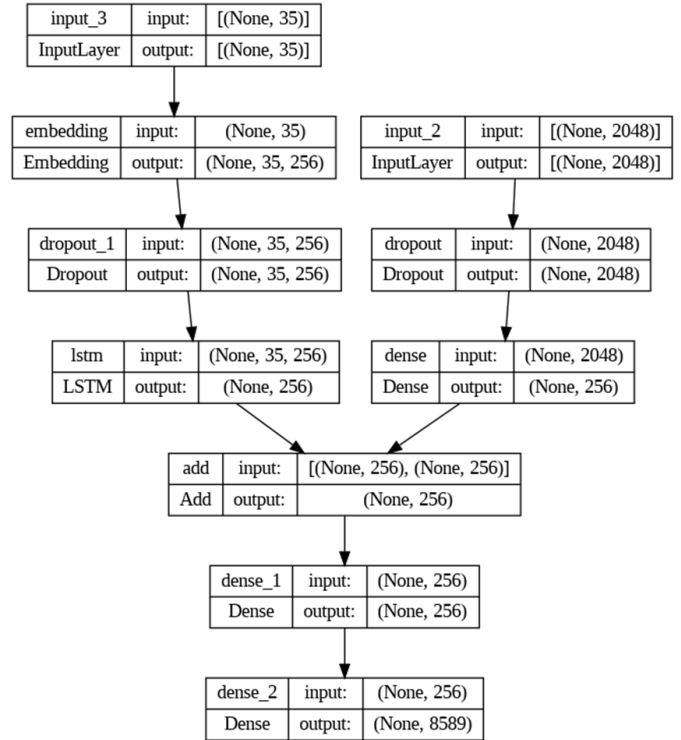 input_3 input: [(None, 35)]
InputLayer output: [(None, 35)]
embedding input: (None, 35)
Embedding output: (None, 35, 256)
input_2 input: [(None, 2048)]
InputLayer output: [(None, 2048)]
dropout_1 input: (None, 35, 256)
Dropout output: (None, 35, 256)
dropout input: (None, 2048)
Dropout output: (None, 2048)
lstm input: (None, 35, 256)
LSTM output: (None, 256)
dense input: (None, 2048)
Dense output: (None, 256)
add input: [(None, 256), (None, 256)]
Add output: (None, 256)
dense_1 input: (None, 256)
Dense output: (None, 256)
dense_2 input: (None, 256)
Dense output: (None, 8589)